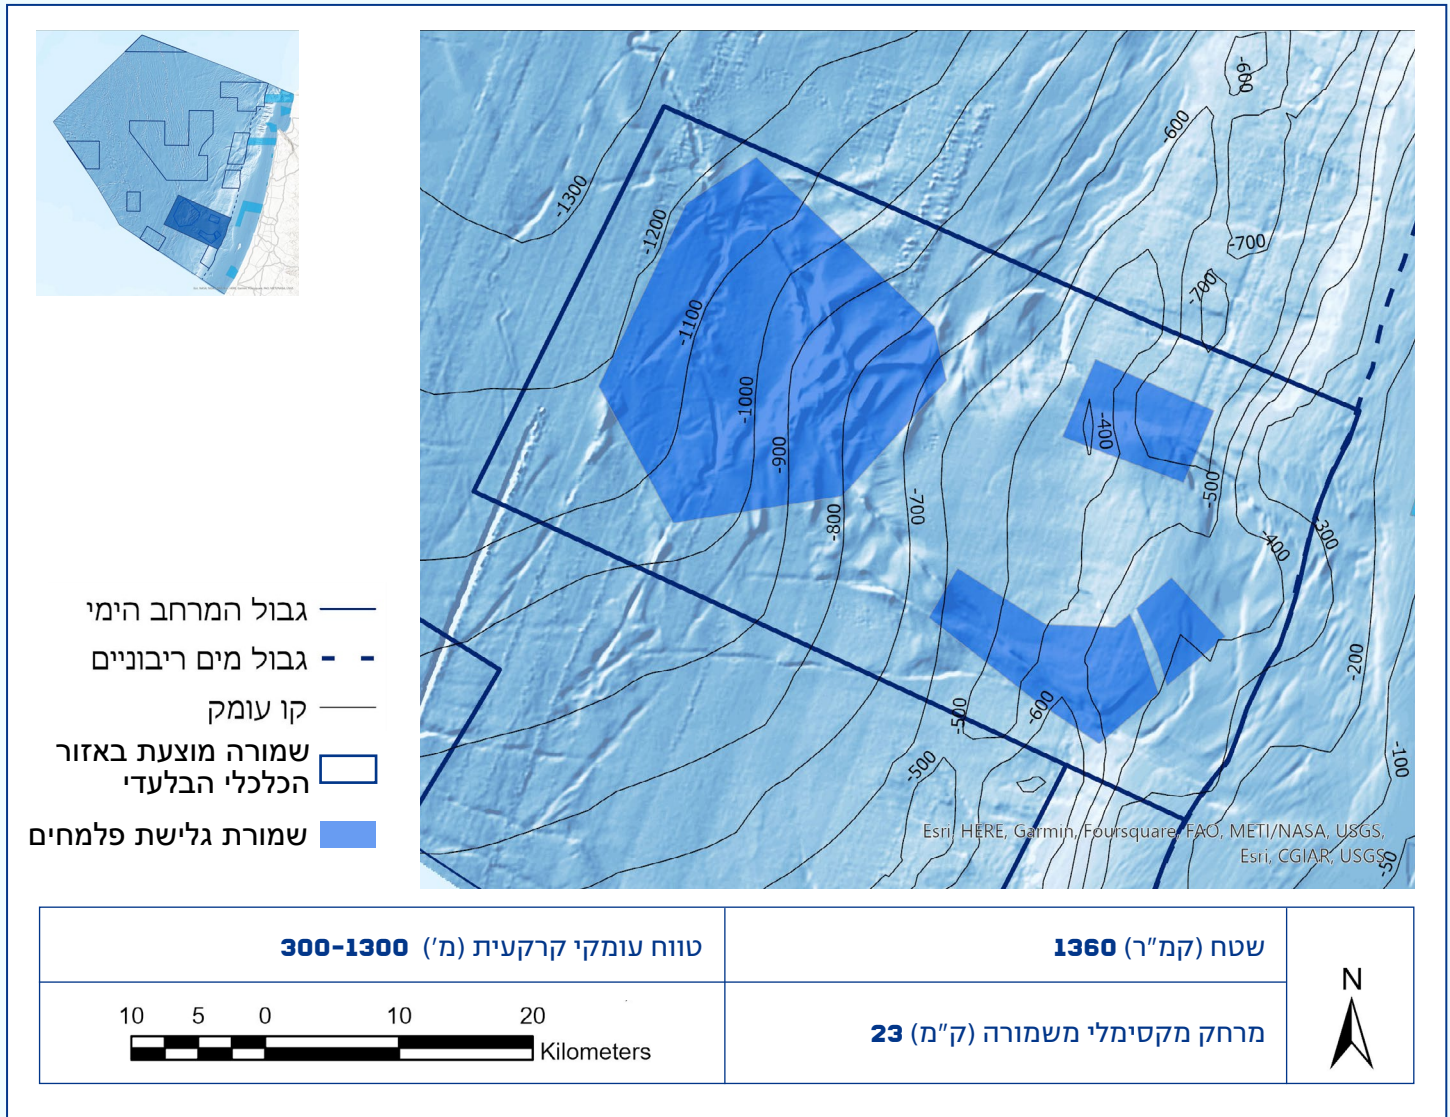 -600
-600
-1300
-1200
-700
-700
-1100
-1000
-400
-900
-500
-700
-800
-300
-400
-200
-600
-500
-500
-100
-50
Esri, HERE, Garmin, Foursquare, FAO, METI/NASA, USGS,
Esri, CGIAR, USGS
גבול המרחב הימי
גבול מים ריבוניים
קו עומק
שמורה מוצעת באזור
הכלכלי הבלעדי
שמורת גלישת פלמחים
שטח (קמ"ר) 1360
טווח עומקי קרקעית (מ') 300-1300
מרחק מקסימלי משמורה (ק"מ) 23
N
10 5 0 10 20
Kilometers